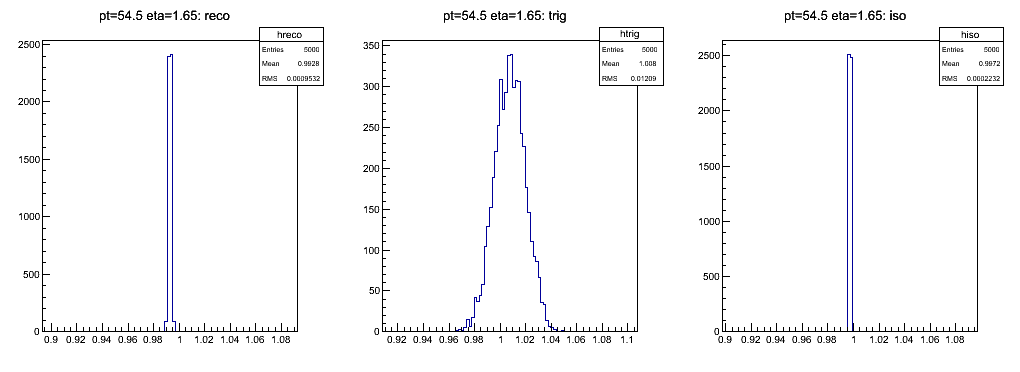 pt=54.5 eta=1.65: reco
hreco
Entries 5000
Mean 0.9928
RMS 0.0009532
2500
2000
1500
1000
500
0
0.9 0.92 0.94 0.96 0.98 1 1.02 1.04 1.06 1.08
pt=54.5 eta=1.65: trig
htrig
Entries 5000
Mean 1.008
RMS 0.01209
350
300
250
200
150
100
50
0
0.92 0.94 0.96 0.98 1 1.02 1.04 1.06 1.08 1.1
pt=54.5 eta=1.65: iso
hiso
Entries 5000
Mean 0.9972
RMS 0.0002232
2500
2000
1500
1000
500
0
0.9 0.92 0.94 0.96 0.98 1 1.02 1.04 1.06 1.08